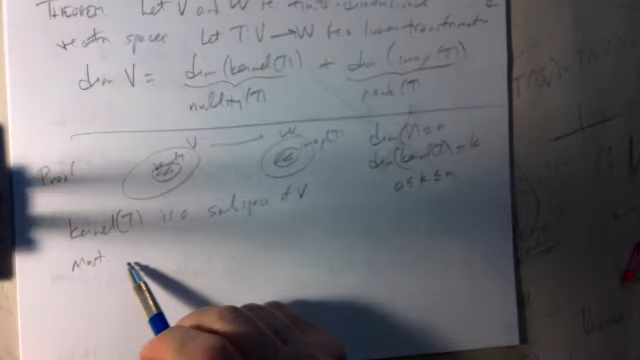 THEOREM. Let V and W be finite-dimensional
vector spaces. Let T: V → W be a linear transformation
dim V = dim (kernel(T)) + dim (image(T))
nullity(T) rank(T)
V → W
image(T)
dim(V) = n
dim(kernel(T)) = k
0 ≤ k ≤ n
Proof
kernel(T) is a subspace of V
Must